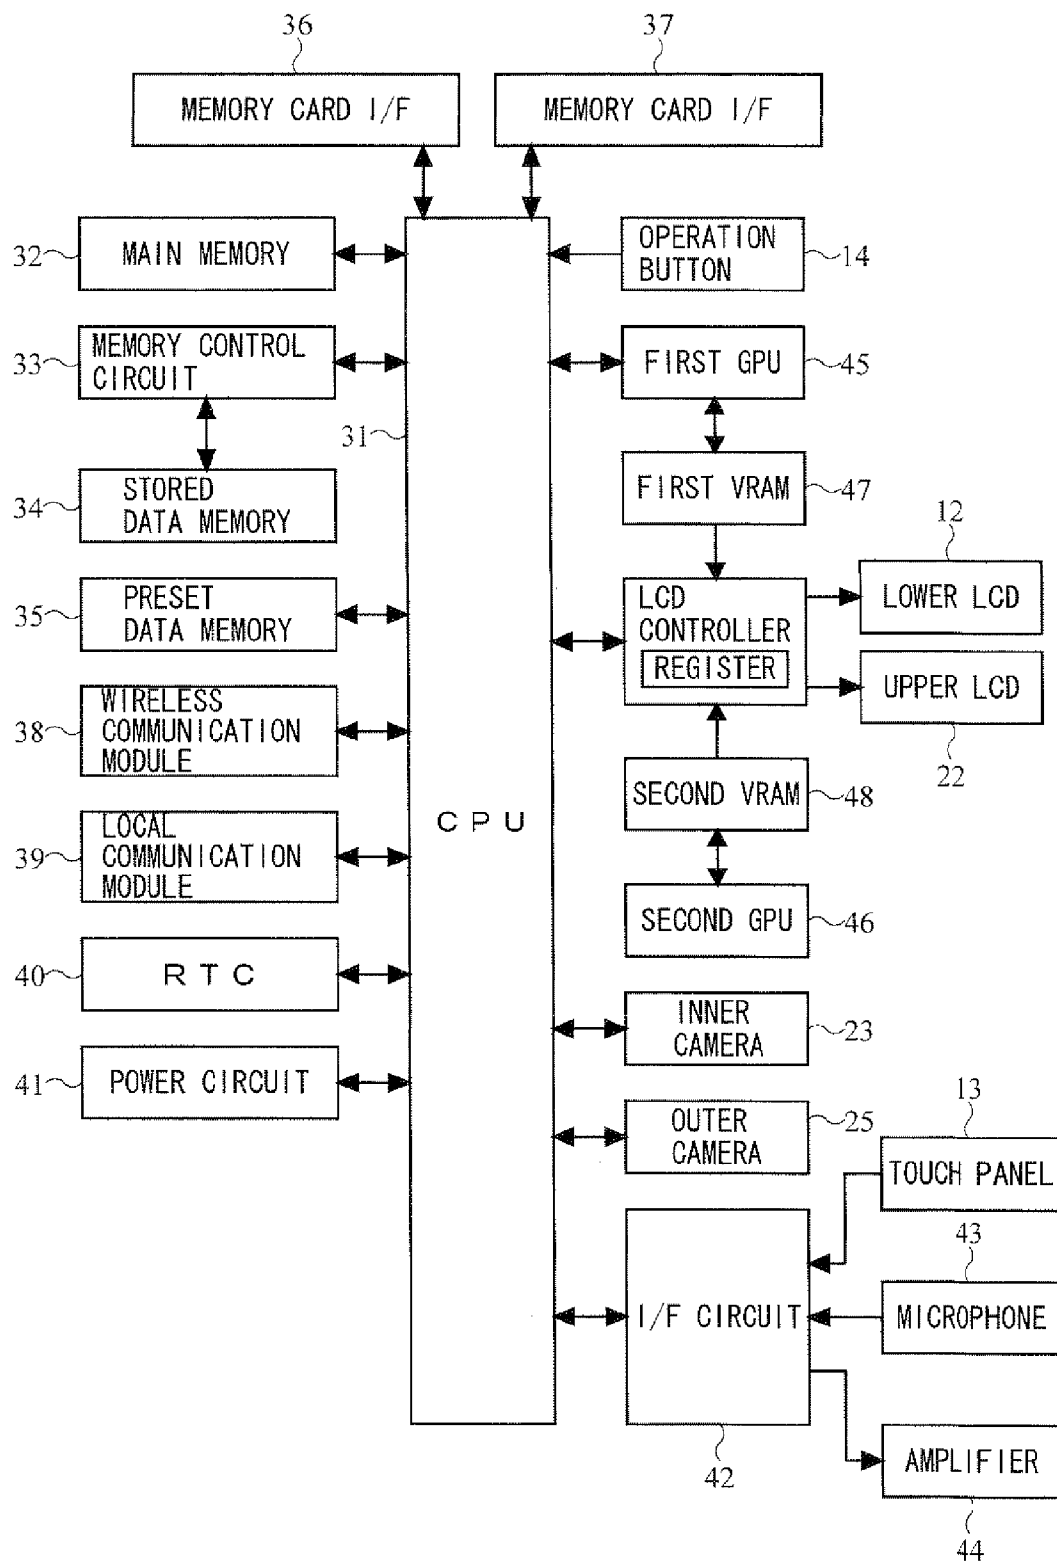 36
37
MEMORY CARD I/F
MEMORY CARD I/F
32
MAIN MEMORY
OPERATION
BUTTON
14
33
MEMORY CONTROL
CIRCUIT
FIRST GPU
45
31
34
STORED
DATA MEMORY
FIRST VRAM
47
12
35
PRESET
DATA MEMORY
LCD
CONTROLLER
REGISTER
LOWER LCD
UPPER LCD
22
38
WIRELESS
COMMUNICATION
MODULE
SECOND VRAM
48
CPU
39
LOCAL
COMMUNICATION
MODULE
SECOND GPU
46
40
RTC
INNER
CAMERA
23
41
POWER CIRCUIT
OUTER
CAMERA
25
13
TOUCH PANEL
43
I/F CIRCUIT
MICROPHONE
42
AMPLIFIER
44